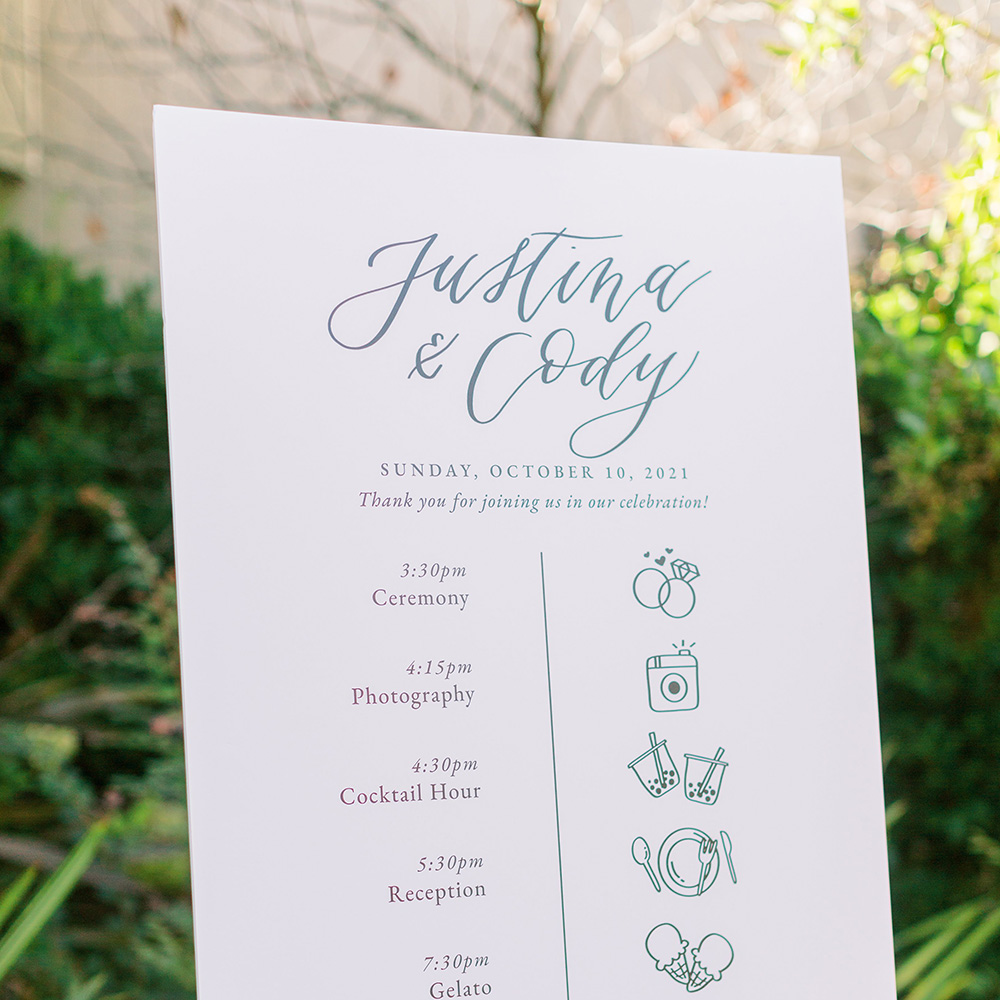 Justina
& Cody
SUNDAY, OCTOBER 10, 2021
Thank you for joining us in our celebration!
3:30pm
Ceremony
4:15pm
Photography
4:30pm
Cocktail Hour
5:30pm
Reception
7:30pm
Gelato